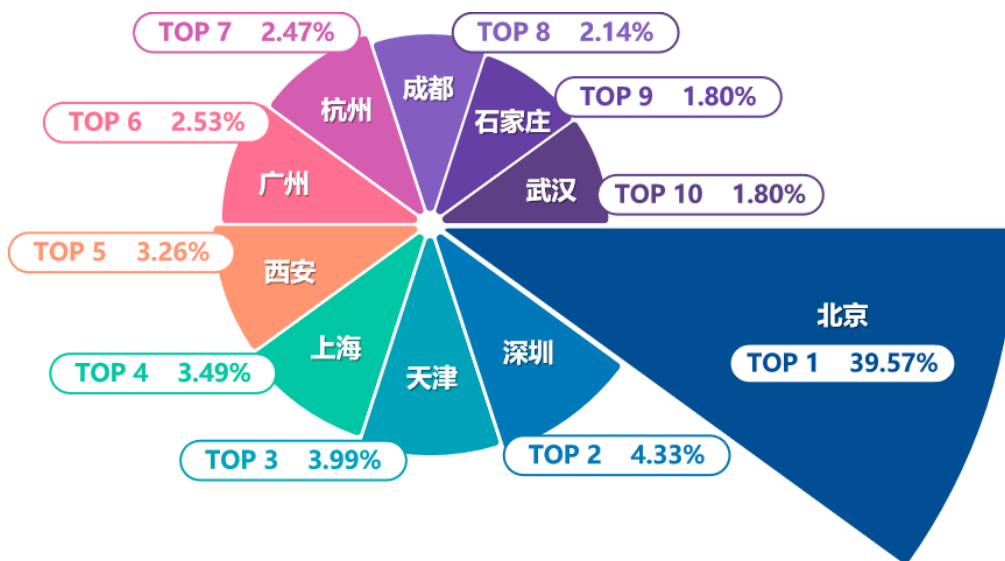 TOP 7 2.47%
TOP 8 2.14%
成都
杭州
TOP 9 1.80%
石家庄
TOP 6 2.53%
广州
武汉
TOP 10 1.80%
TOP 5 3.26%
西安
北京
TOP 1 39.57%
上海
深圳
TOP 4 3.49%
天津
TOP 3 3.99%
TOP 2 4.33%